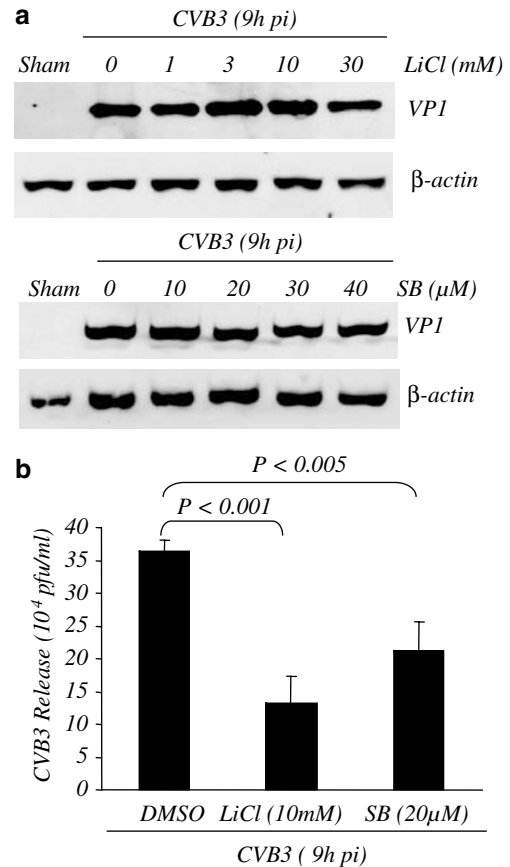 a
CVB3 (9h pi)
Sham 0 1 3 10 30 LiCl (mM)
VP1
β-actin
CVB3 (9h pi)
Sham 0 10 20 30 40 SB (µM)
VP1
β-actin
b
P < 0.005
P < 0.001
CVB3 Release (10⁴ pfu/ml)
40
35
30
25
20
15
10
5
0
DMSO LiCl (10mM) SB (20µM)
CVB3 ( 9h pi)